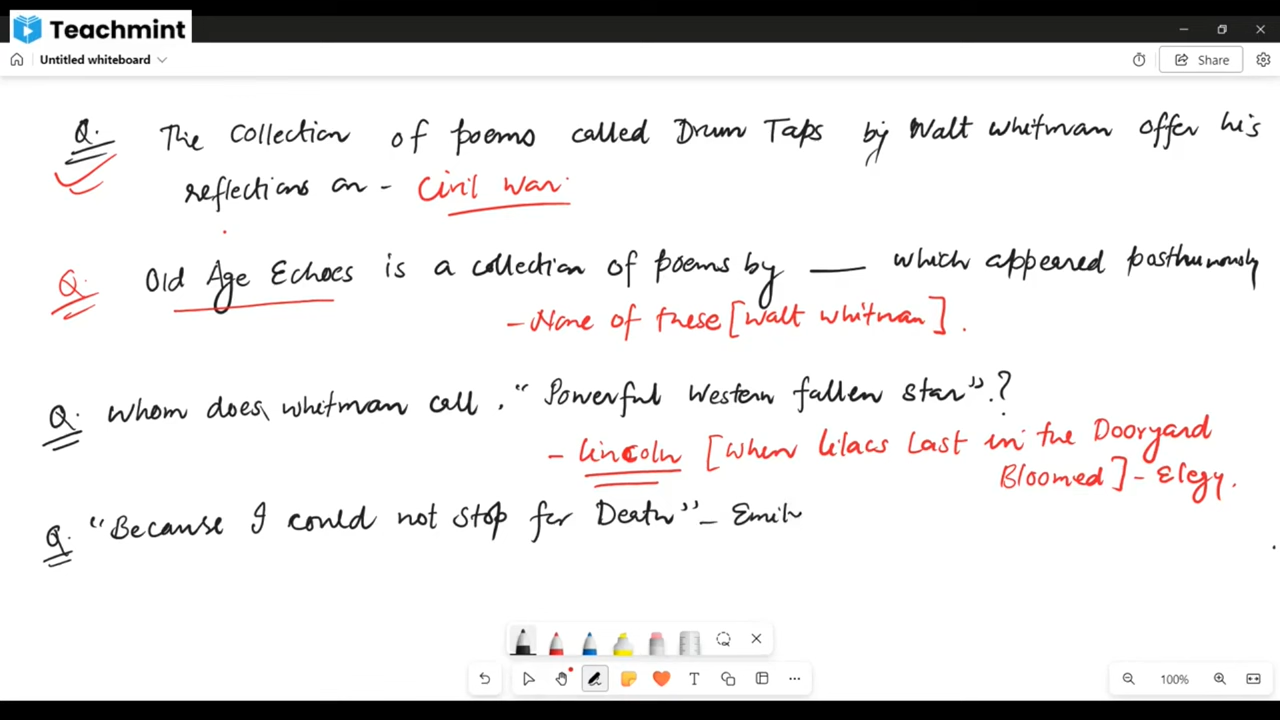 Teachmint
Untitled whiteboard
Share
Q. The Collection of poems called Drum Taps by Walt Whitman offer his
reflections on - Civil War.
Q. Old Age Echoes is a collection of poems by ___ which appeared posthumously
- None of these [Walt Whitman].
Q. Whom does Whitman call, "Powerful Western fallen star".?
- Lincoln [When lilacs Last in the Dooryard
Bloomed] - Elegy.
Q. "Because I could not stop for Death" - Emily
T
100%